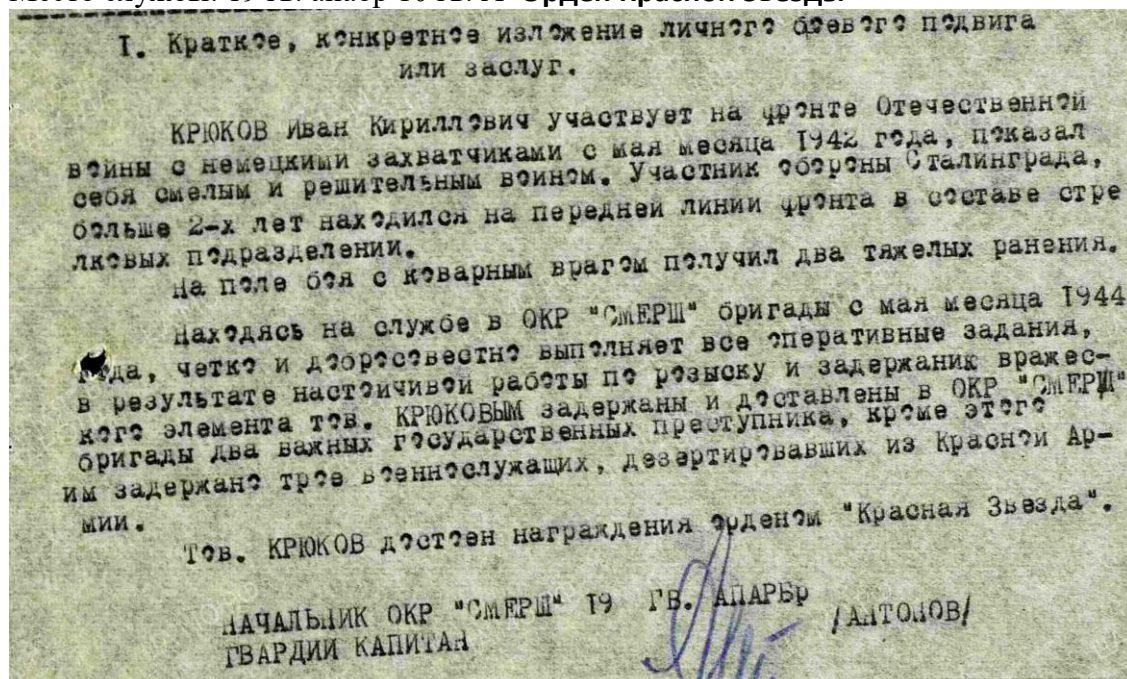 I. Краткое, конкретное изложение личного боевого подвига
или заслуг.
КРЮКОВ Иван Кириллович участвует на фронте Отечественной
войны с немецкими захватчиками с мая месяца 1942 года, показал
себя смелым и решительным воином. Участник обороны Сталинграда,
больше 2-х лет находился на передней линии фронта в составе стре
лковых подразделении.
На поле боя с коварным врагом получил два тяжелых ранения.
Находясь на службе в ОКР "СМЕРШ" бригады с мая месяца 1944
года, четко и добросовестно выполняет все оперативные задания,
в результате настоичивой работы по розыску и задержаник вражес-
кого элемента тов. КРЮКОВЫМ задержаны и доставлены в ОКР "СМЕРШ"
бригады два важных государственных преступника, кроме этого
им задержано трое военнослужащих, дезертировавших из Красной Ар-
мии.
Тов. КРЮКОВ достоен награждения орденом "Красная Звезда".
НАЧАЛЬНИК ОКР "СМЕРШ" 19 ГВ. АПАРБр
ГВАРДИИ КАПИТАН /АНТОНОВ/